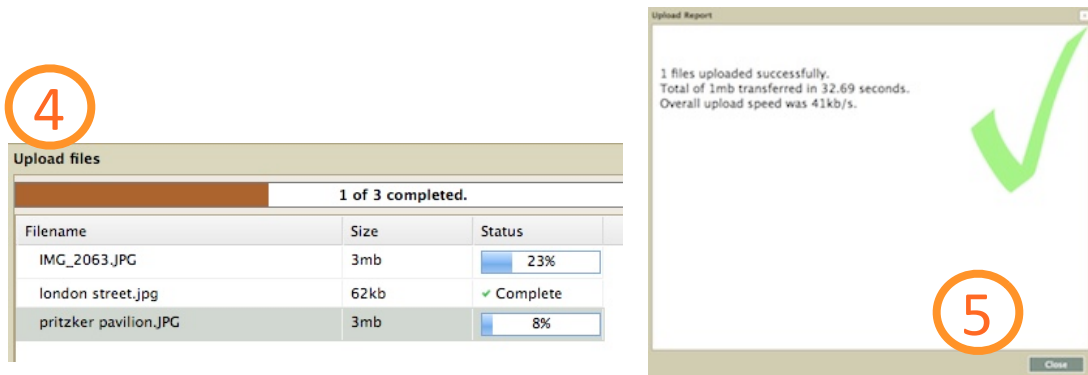 4
Upload files
1 of 3 completed.
Filename Size Status
IMG_2063.JPG 3mb 23%
london street.jpg 62kb Complete
pritzker pavilion.JPG 3mb 8%
Upload Report
1 files uploaded successfully.
Total of 1mb transferred in 32.69 seconds.
Overall upload speed was 41kb/s.
5
Close